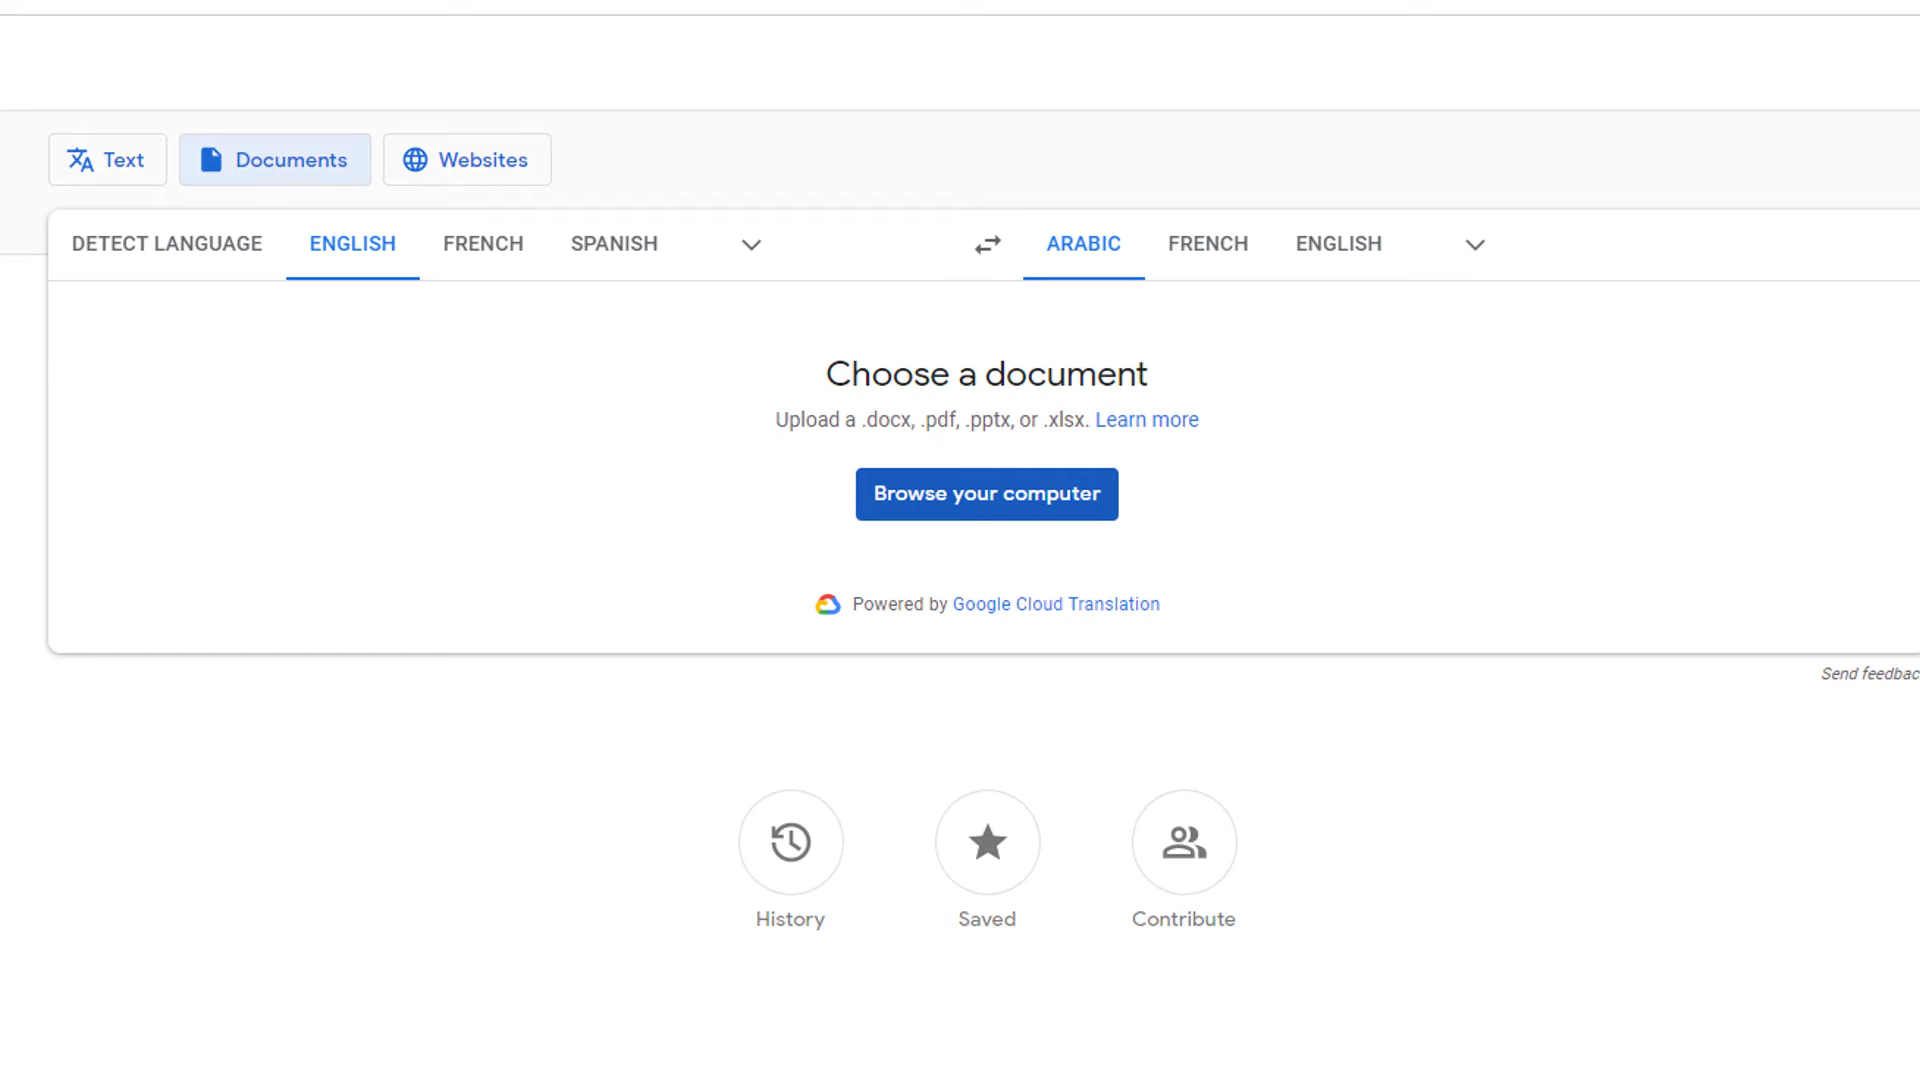 Text Documents Websites
DETECT LANGUAGE ENGLISH FRENCH SPANISH ARABIC FRENCH ENGLISH
Choose a document
Upload a .docx, .pdf, .pptx, or .xlsx. Learn more
Browse your computer
Powered by Google Cloud Translation
Send feedbac
History Saved Contribute